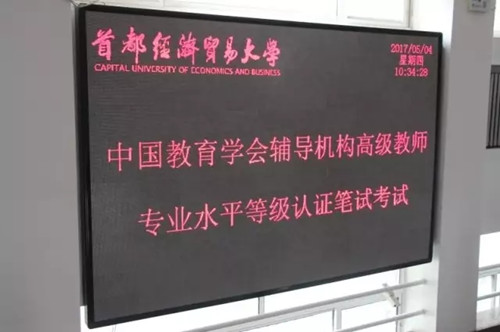 首都经济贸易大学
CAPITAL UNIVERSITY OF ECONOMICS AND BUSINESS
2017/05/04
星期四
10:34:28
中国教育学会辅导机构高级教师
专业水平等级认证笔试考试